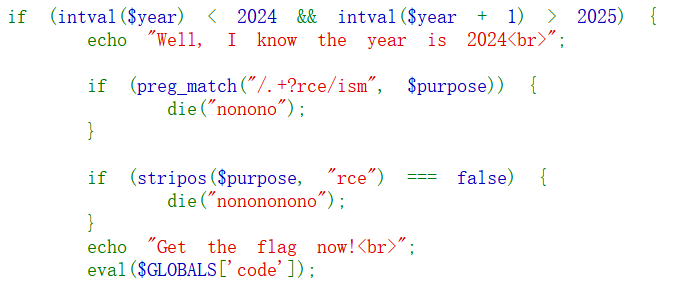 if (intval($year) < 2024 && intval($year + 1) > 2025) {
echo "Well, I know the year is 2024<br>";
if (preg_match("/.+?rce/ism", $purpose)) {
die("nonono");
}
if (stripos($purpose, "rce") === false) {
die("nonononono");
}
echo "Get the flag now!<br>";
eval($GLOBALS['code']);